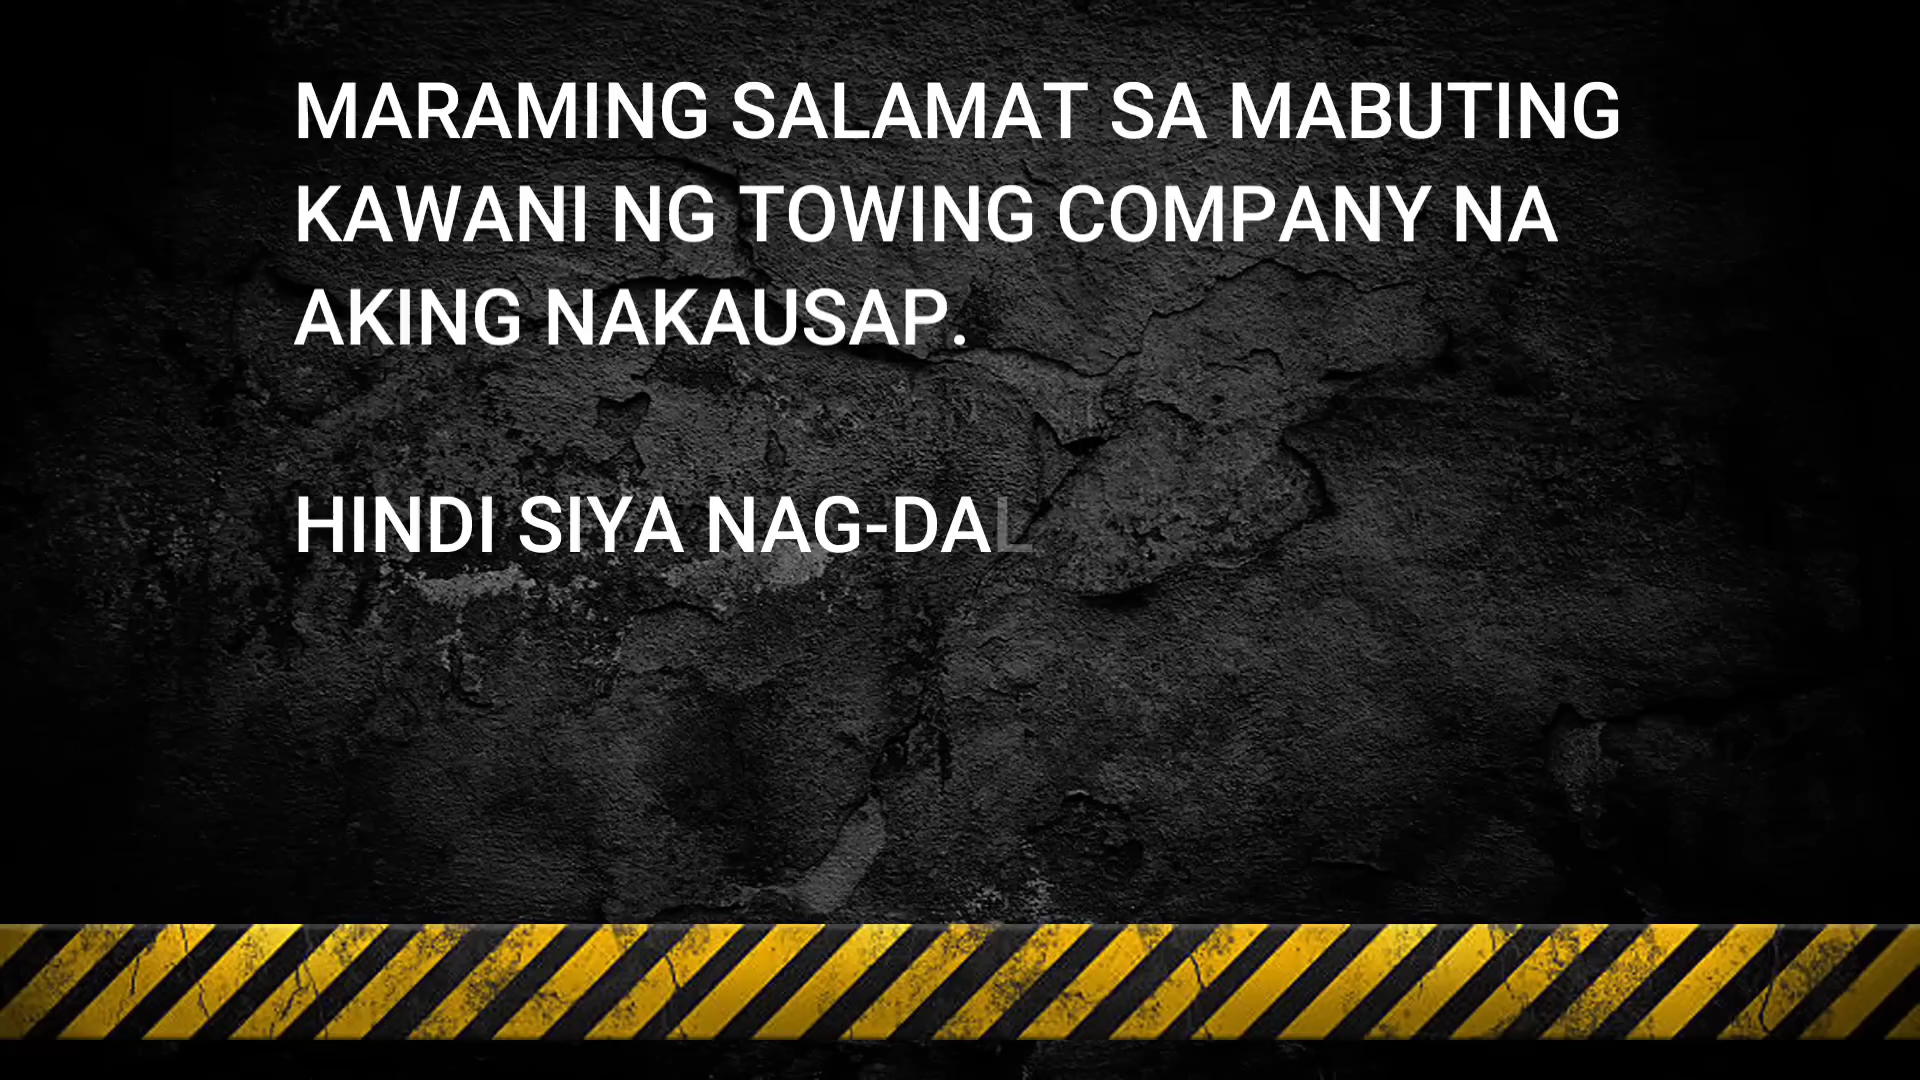 MARAMING SALAMAT SA MABUTING
KAWANI NG TOWING COMPANY NA
AKING NAKAUSAP.
HINDI SIYA NAG-DAL